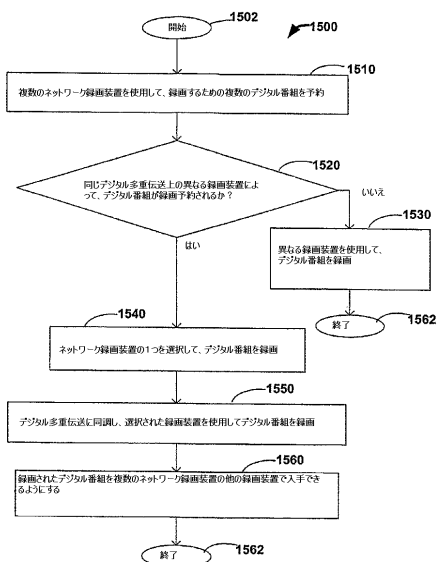 開始
1502
1500
1510
複数のネットワーク録画装置を使用して、録画するための複数のデジタル番組を予約
1520
同じデジタル多重伝送上の異なる録画装置によ
って、デジタル番組が録画予約されるか？
いいえ
1530
はい
異なる録画装置を使用して、
デジタル番組を録画
1540
終了
1562
ネットワーク録画装置の1つを選択して、デジタル番組を録画
1550
デジタル多重伝送に同調し、選択された録画装置を使用してデジタル番組を録画
1560
録画されたデジタル番組を複数のネットワーク録画装置の他の録画装置で入手でき
るようにする
終了
1562